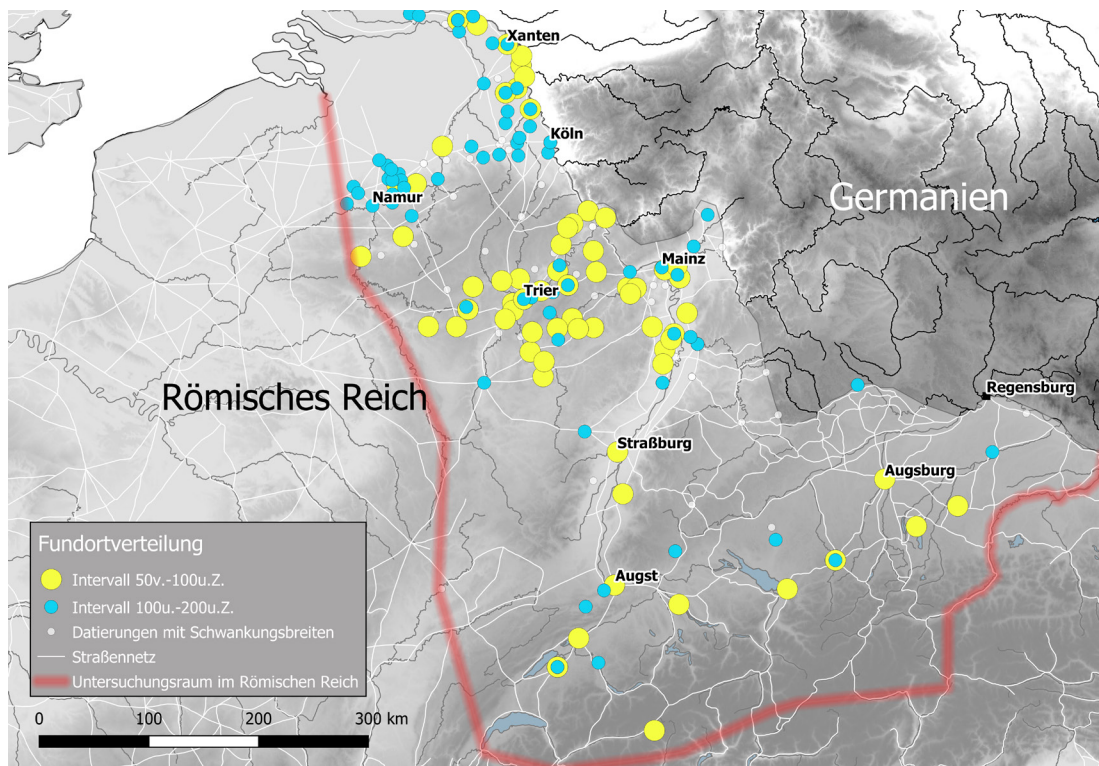 Xanten
Köln
Namur
Germanien
Mainz
Trier
Römisches Reich
Regensburg
Straßburg
Augsburg
Augst
Fundortverteilung
Intervall 50v.-100u.Z.
Intervall 100u.-200u.Z.
Datierungen mit Schwankungsbreiten
Straßennetz
Untersuchungsraum im Römischen Reich
0 100 200 300 km